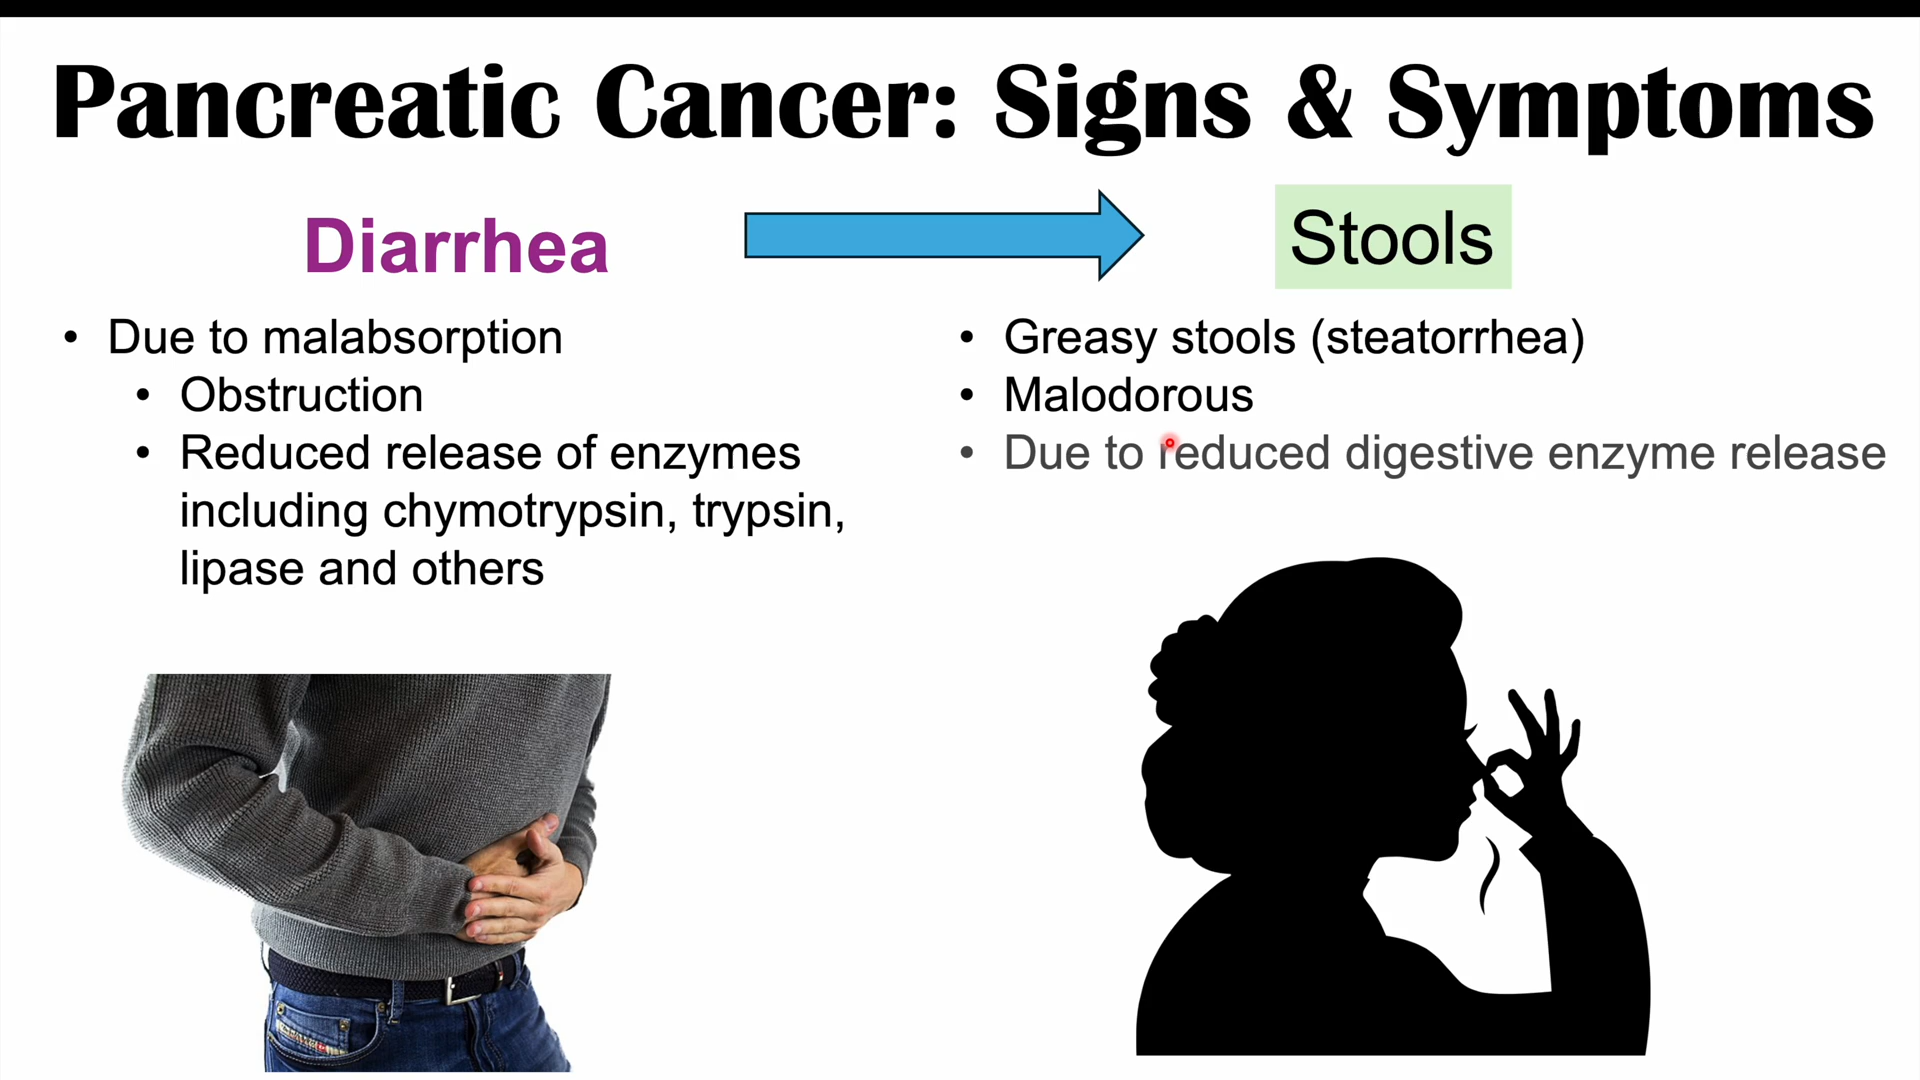 Pancreatic Cancer: Signs & Symptoms
Diarrhea
• Due to malabsorption
• Obstruction
• Reduced release of enzymes
including chymotrypsin, trypsin,
lipase and others
Stools
• Greasy stools (steatorrhea)
• Malodorous
• Due to reduced digestive enzyme release